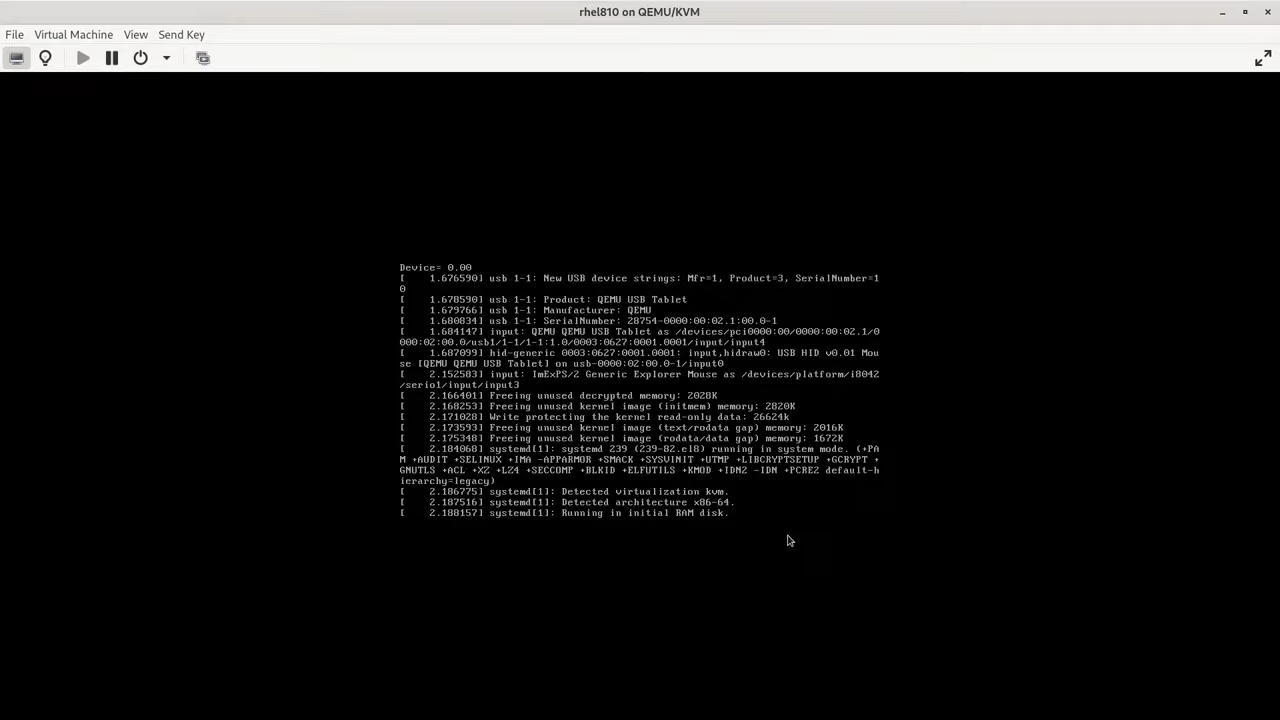 rhel810 on QEMU/KVM
File Virtual Machine View Send Key
Device= 0.00
[    1.676590] usb 1-1: New USB device strings: Mfr=1, Product=3, SerialNumber=1
0
[    1.678590] usb 1-1: Product: QEMU USB Tablet
[    1.679766] usb 1-1: Manufacturer: QEMU
[    1.680834] usb 1-1: SerialNumber: 28754-0000:00:02.1:00.0-1
[    1.684147] input: QEMU QEMU USB Tablet as /devices/pci0000:00/0000:00:02.1/0
000:02:00.0/usb1/1-1/1-1:1.0/0003:0627:0001.0001/input/input4
[    1.687099] hid-generic 0003:0627:0001.0001: input,hidraw0: USB HID v0.01 Mou
se [QEMU QEMU USB Tablet] on usb-0000:02:00.0-1/input0
[    2.152583] input: ImExPS/2 Generic Explorer Mouse as /devices/platform/i8042
/serio1/input/input3
[    2.166401] Freeing unused decrypted memory: 2028K
[    2.168253] Freeing unused kernel image (initmem) memory: 2820K
[    2.171028] Write protecting the kernel read-only data: 26624k
[    2.173593] Freeing unused kernel image (text/rodata gap) memory: 2016K
[    2.175348] Freeing unused kernel image (rodata/data gap) memory: 1672K
[    2.184068] systemd[1]: systemd 239 (239-82.el8) running in system mode. (+PA
M +AUDIT +SELINUX +IMA -APPARMOR +SMACK +SYSVINIT +UTMP +LIBCRYPTSETUP +GCRYPT +
GNUTLS +ACL +XZ +LZ4 +SECCOMP +BLKID +ELFUTILS +KMOD +IDN2 -IDN +PCRE2 default-h
ierarchy=legacy)
[    2.186775] systemd[1]: Detected virtualization kvm.
[    2.187516] systemd[1]: Detected architecture x86-64.
[    2.188157] systemd[1]: Running in initial RAM disk.